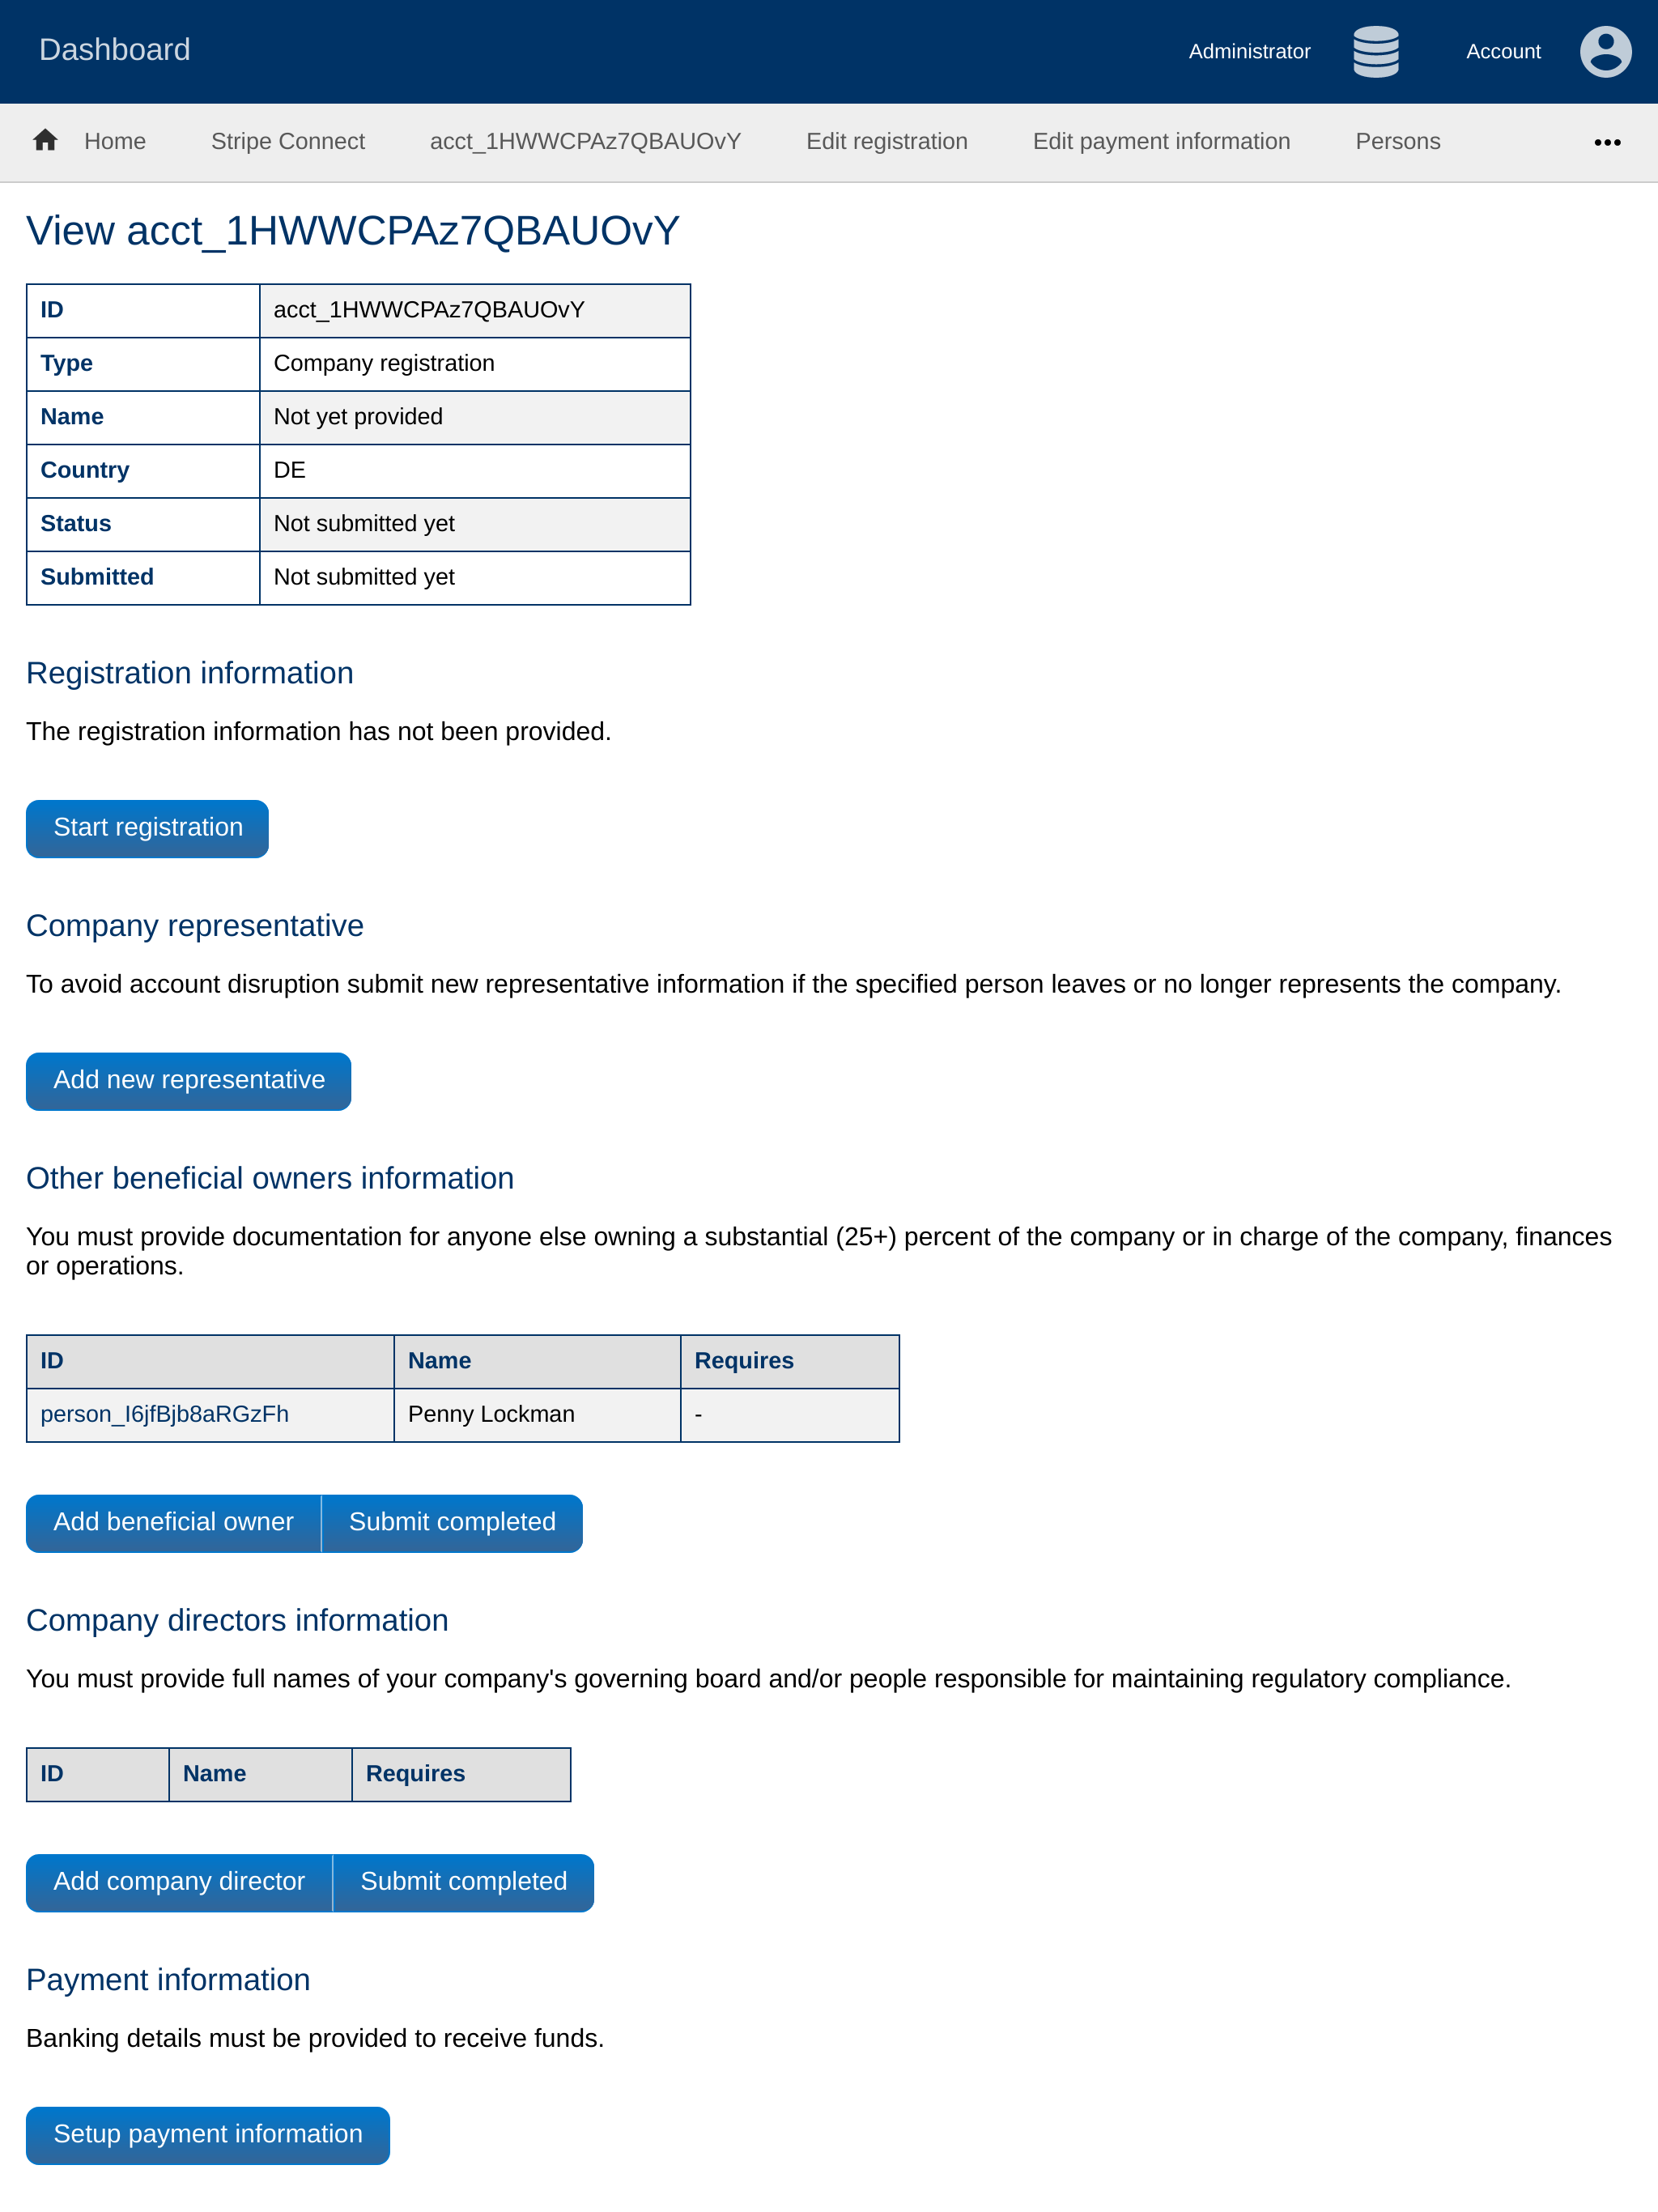 Dashboard
Administrator
Account
Home Stripe Connect acct_1HWWCPAz7QBAUOvY Edit registration Edit payment information Persons
View acct_1HWWCPAz7QBAUOvY
ID acct_1HWWCPAz7QBAUOvY
Type Company registration
Name Not yet provided
Country DE
Status Not submitted yet
Submitted Not submitted yet
Registration information
The registration information has not been provided.
Start registration
Company representative
To avoid account disruption submit new representative information if the specified person leaves or no longer represents the company.
Add new representative
Other beneficial owners information
You must provide documentation for anyone else owning a substantial (25+) percent of the company or in charge of the company, finances
or operations.
ID Name Requires
person_I6jfBjb8aRGzFh Penny Lockman -
Add beneficial owner Submit completed
Company directors information
You must provide full names of your company's governing board and/or people responsible for maintaining regulatory compliance.
ID Name Requires
Add company director Submit completed
Payment information
Banking details must be provided to receive funds.
Setup payment information